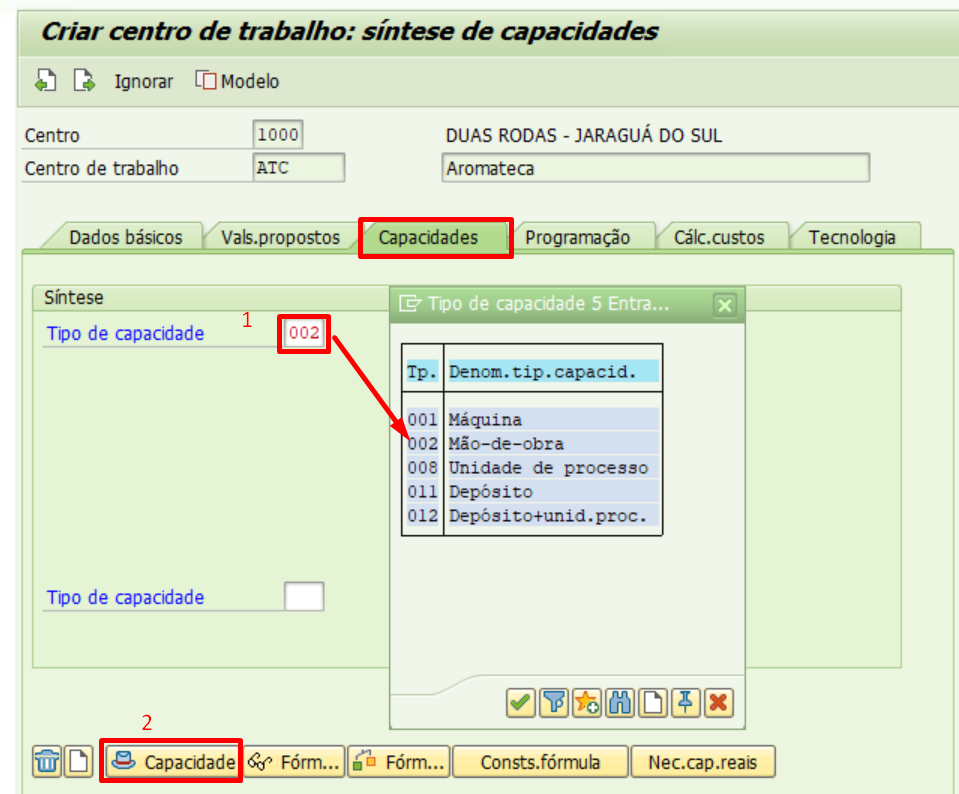 Criar centro de trabalho: síntese de capacidades
Ignorar Modelo
Centro 1000 DUAS RODAS - JARAGUÁ DO SUL
Centro de trabalho ATC Aromateca
Dados básicos Vals.propostos Capacidades Programação Cálc.custos Tecnologia
Síntese
Tipo de capacidade 1 002
Tipo de capacidade 5 Entra...
Tp. Denom.tip.capacid.
001 Máquina
002 Mão-de-obra
008 Unidade de processo
011 Depósito
012 Depósito+unid.proc.
Tipo de capacidade
2
Capacidade Fórm... Fórm... Consts.fórmula Nec.cap.reais